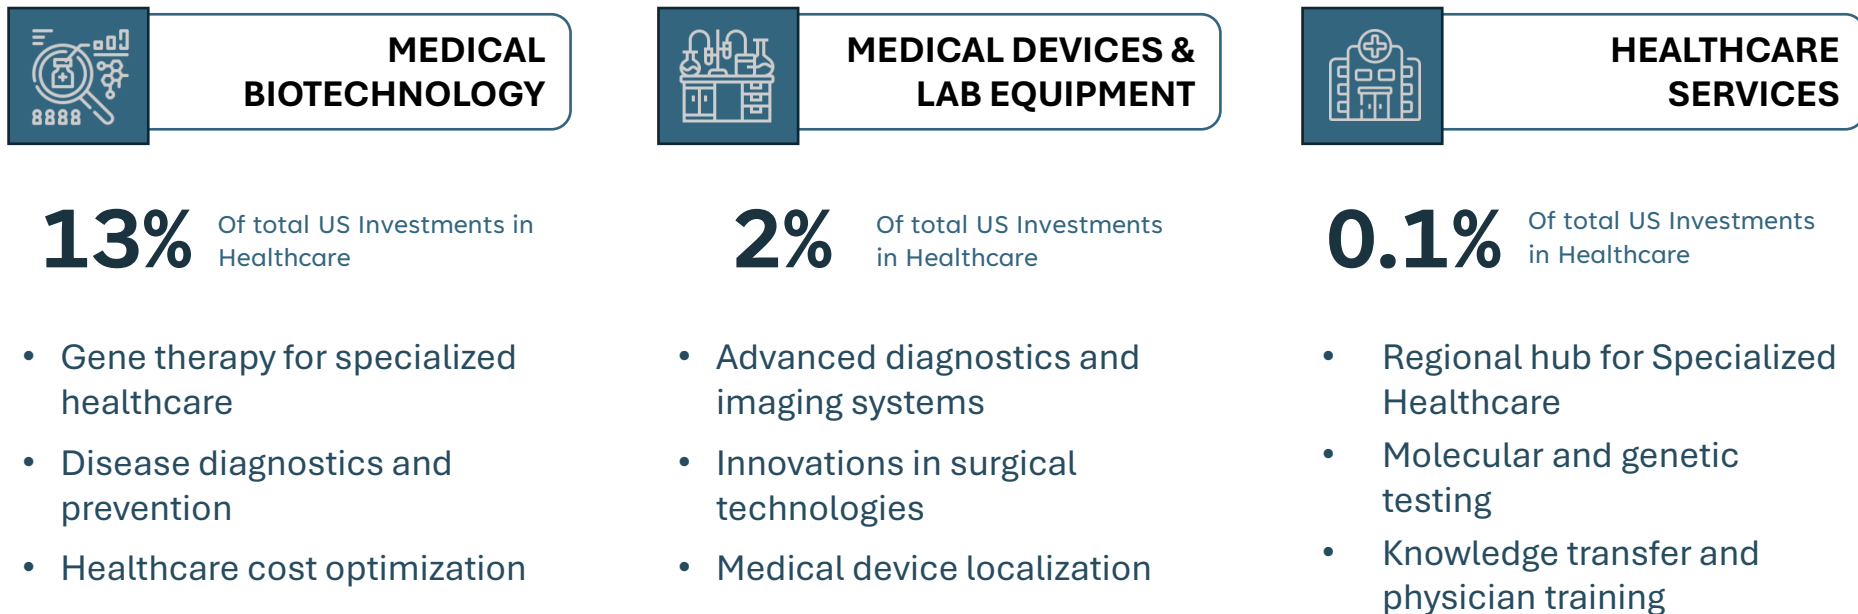 MEDICAL
BIOTECHNOLOGY
8888
13%
Of total US Investments in
Healthcare
• Gene therapy for specialized
healthcare
• Disease diagnostics and
prevention
• Healthcare cost optimization
MEDICAL DEVICES &
LAB EQUIPMENT
2%
Of total US Investments
in Healthcare
• Advanced diagnostics and
imaging systems
• Innovations in surgical
technologies
• Medical device localization
HEALTHCARE
SERVICES
0.1%
Of total US Investments
in Healthcare
• Regional hub for Specialized
Healthcare
• Molecular and genetic
testing
• Knowledge transfer and
physician training